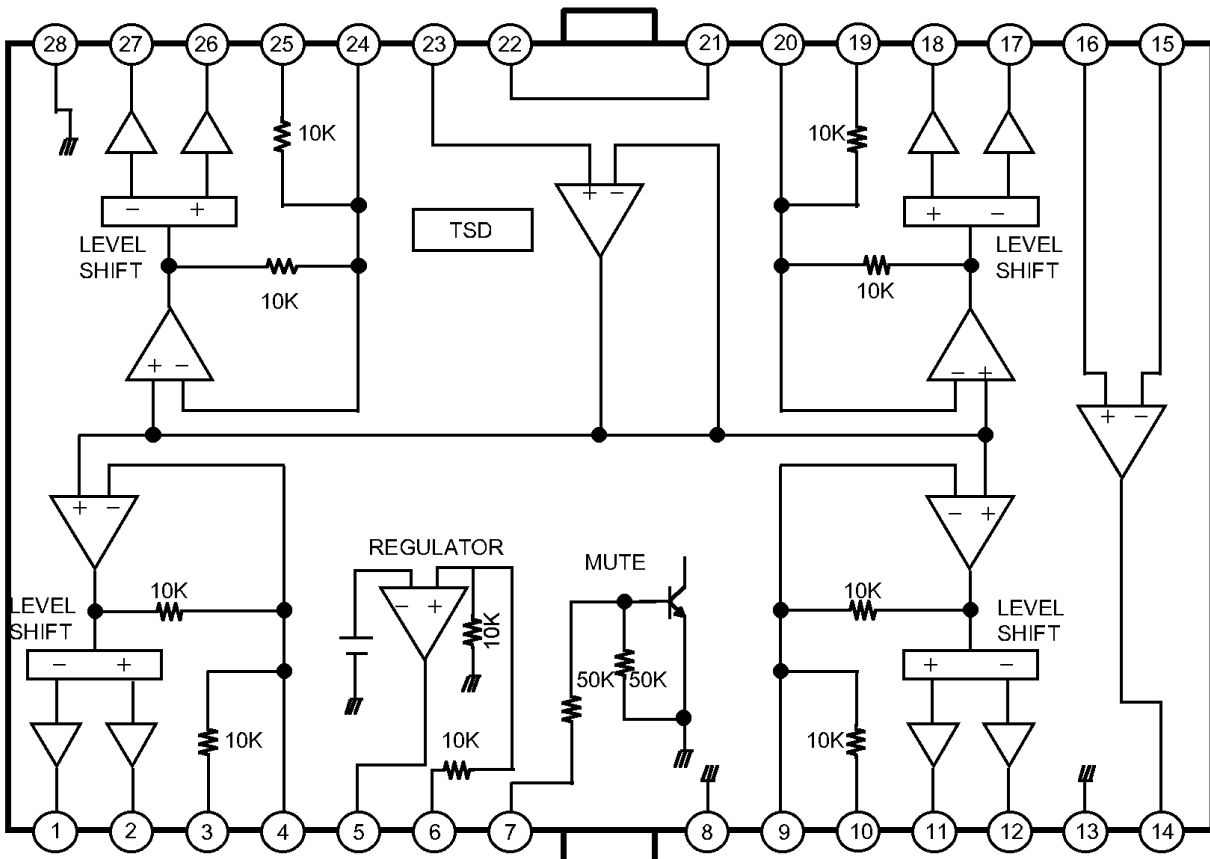 28 27 26 25 24 23 22 21 20 19 18 17 16 15
10K 10K
− + TSD + − + −
LEVEL SHIFT
LEVEL SHIFT
10K 10K
+ − − + + −
+ − − +
REGULATOR MUTE
10K − + 10K 10K
LEVEL SHIFT
LEVEL SHIFT
− + 50K 50K + −
10K 10K 10K
1 2 3 4 5 6 7 8 9 10 11 12 13 14